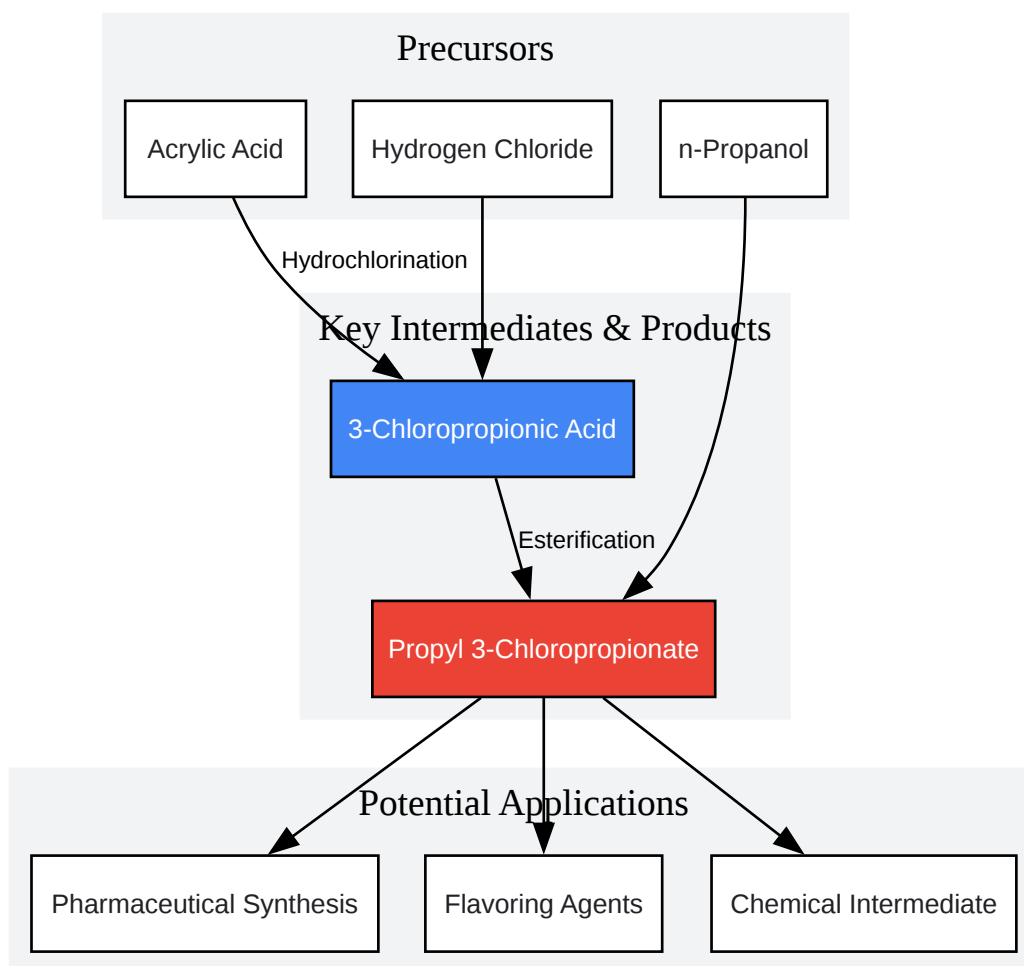 Precursors
Acrylic Acid
Hydrogen Chloride
n-Propanol
Hydrochlorination
Key Intermediates & Products
3-Chloropropionic Acid
Esterification
Propyl 3-Chloropropionate
Potential Applications
Pharmaceutical Synthesis
Flavoring Agents
Chemical Intermediate